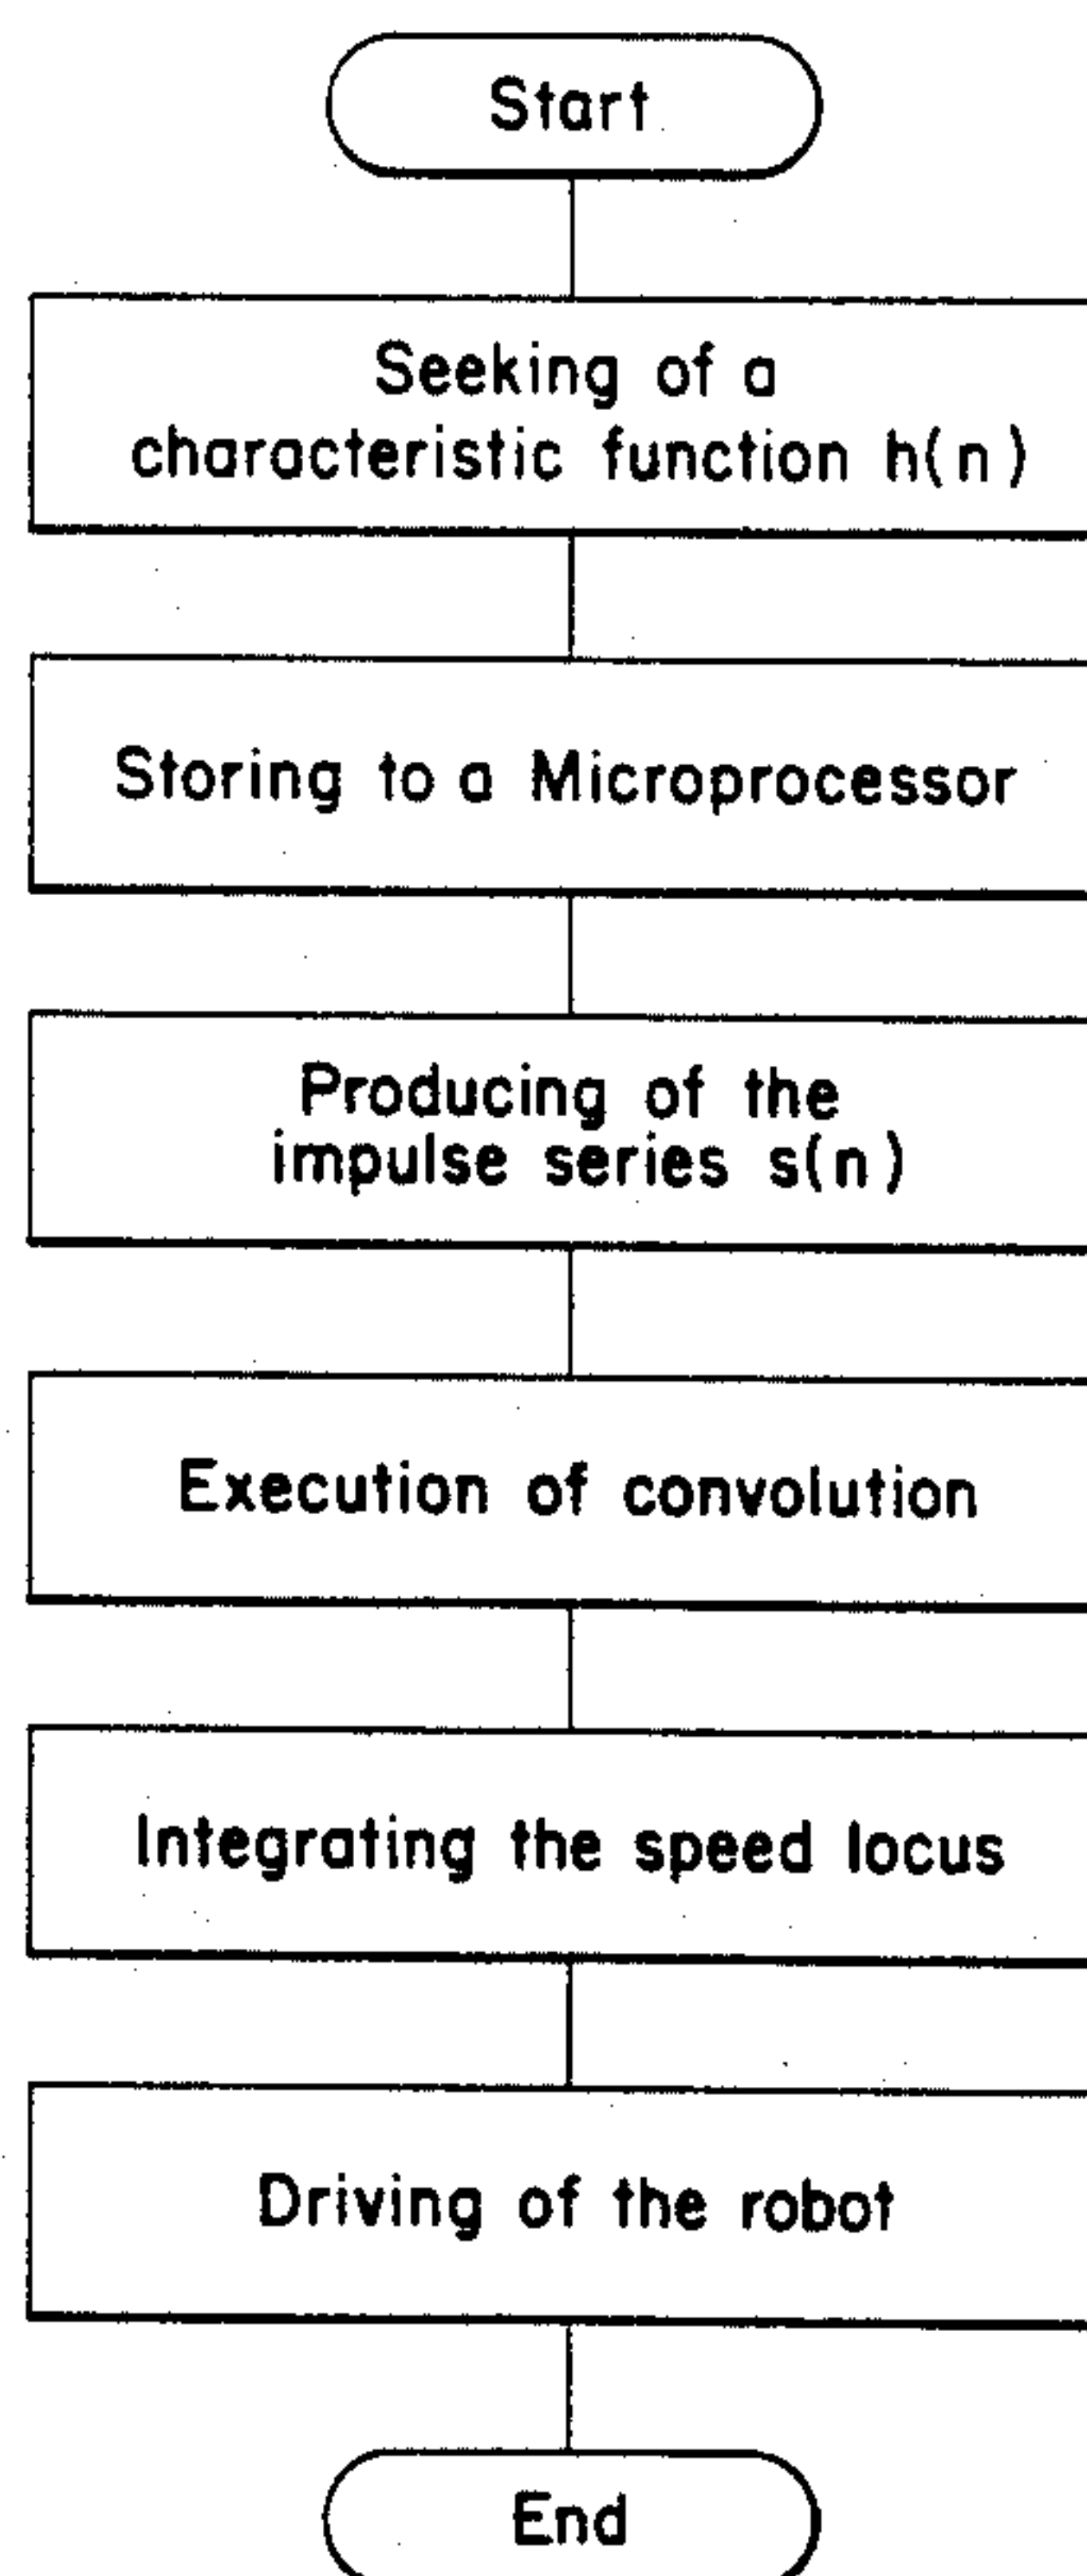 Start
Seeking of a
characteristic function h(n)
Storing to a Microprocessor
Producing of the
impulse series s(n)
Execution of convolution
Integrating the speed locus
Driving of the robot
End